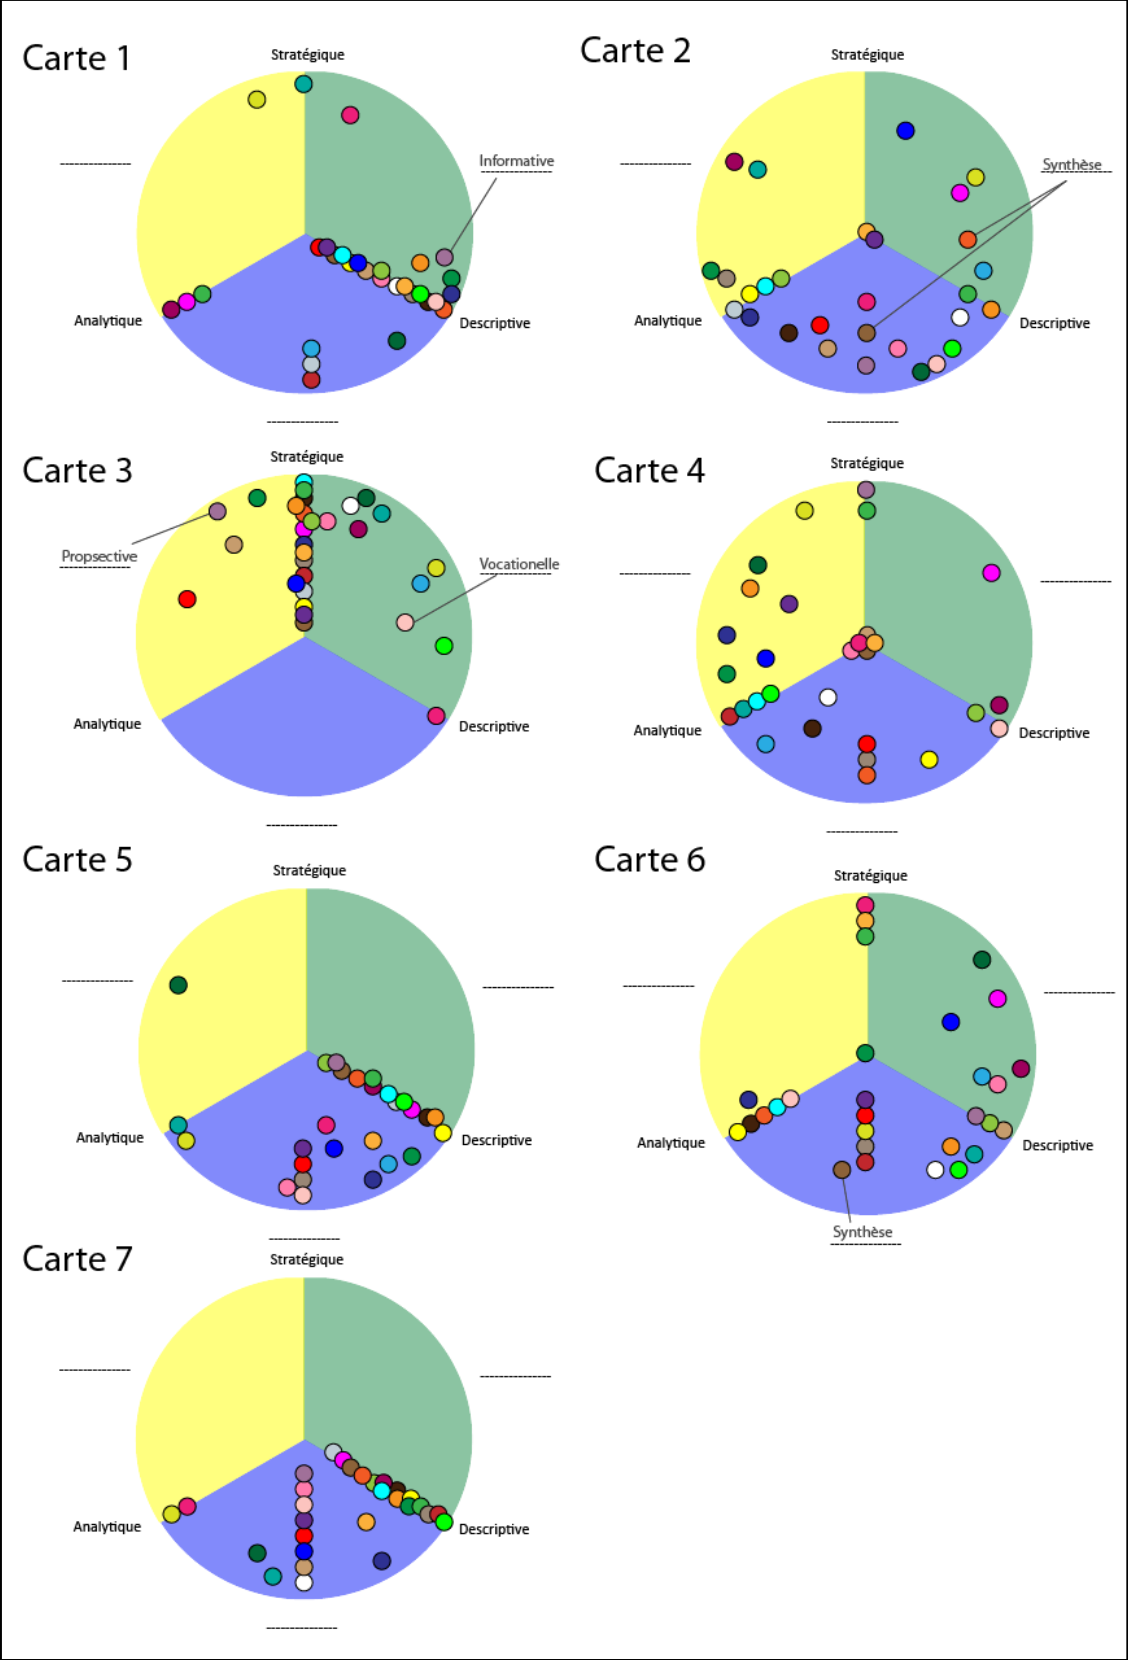 Carte 1
Stratégique
Informative
Analytique
Descriptive
Carte 2
Stratégique
Synthèse
Analytique
Descriptive
Carte 3
Stratégique
Propsective
Vocationelle
Analytique
Descriptive
Carte 4
Stratégique
Analytique
Descriptive
Carte 5
Stratégique
Analytique
Descriptive
Carte 6
Stratégique
Analytique
Descriptive
Synthèse
Carte 7
Stratégique
Analytique
Descriptive